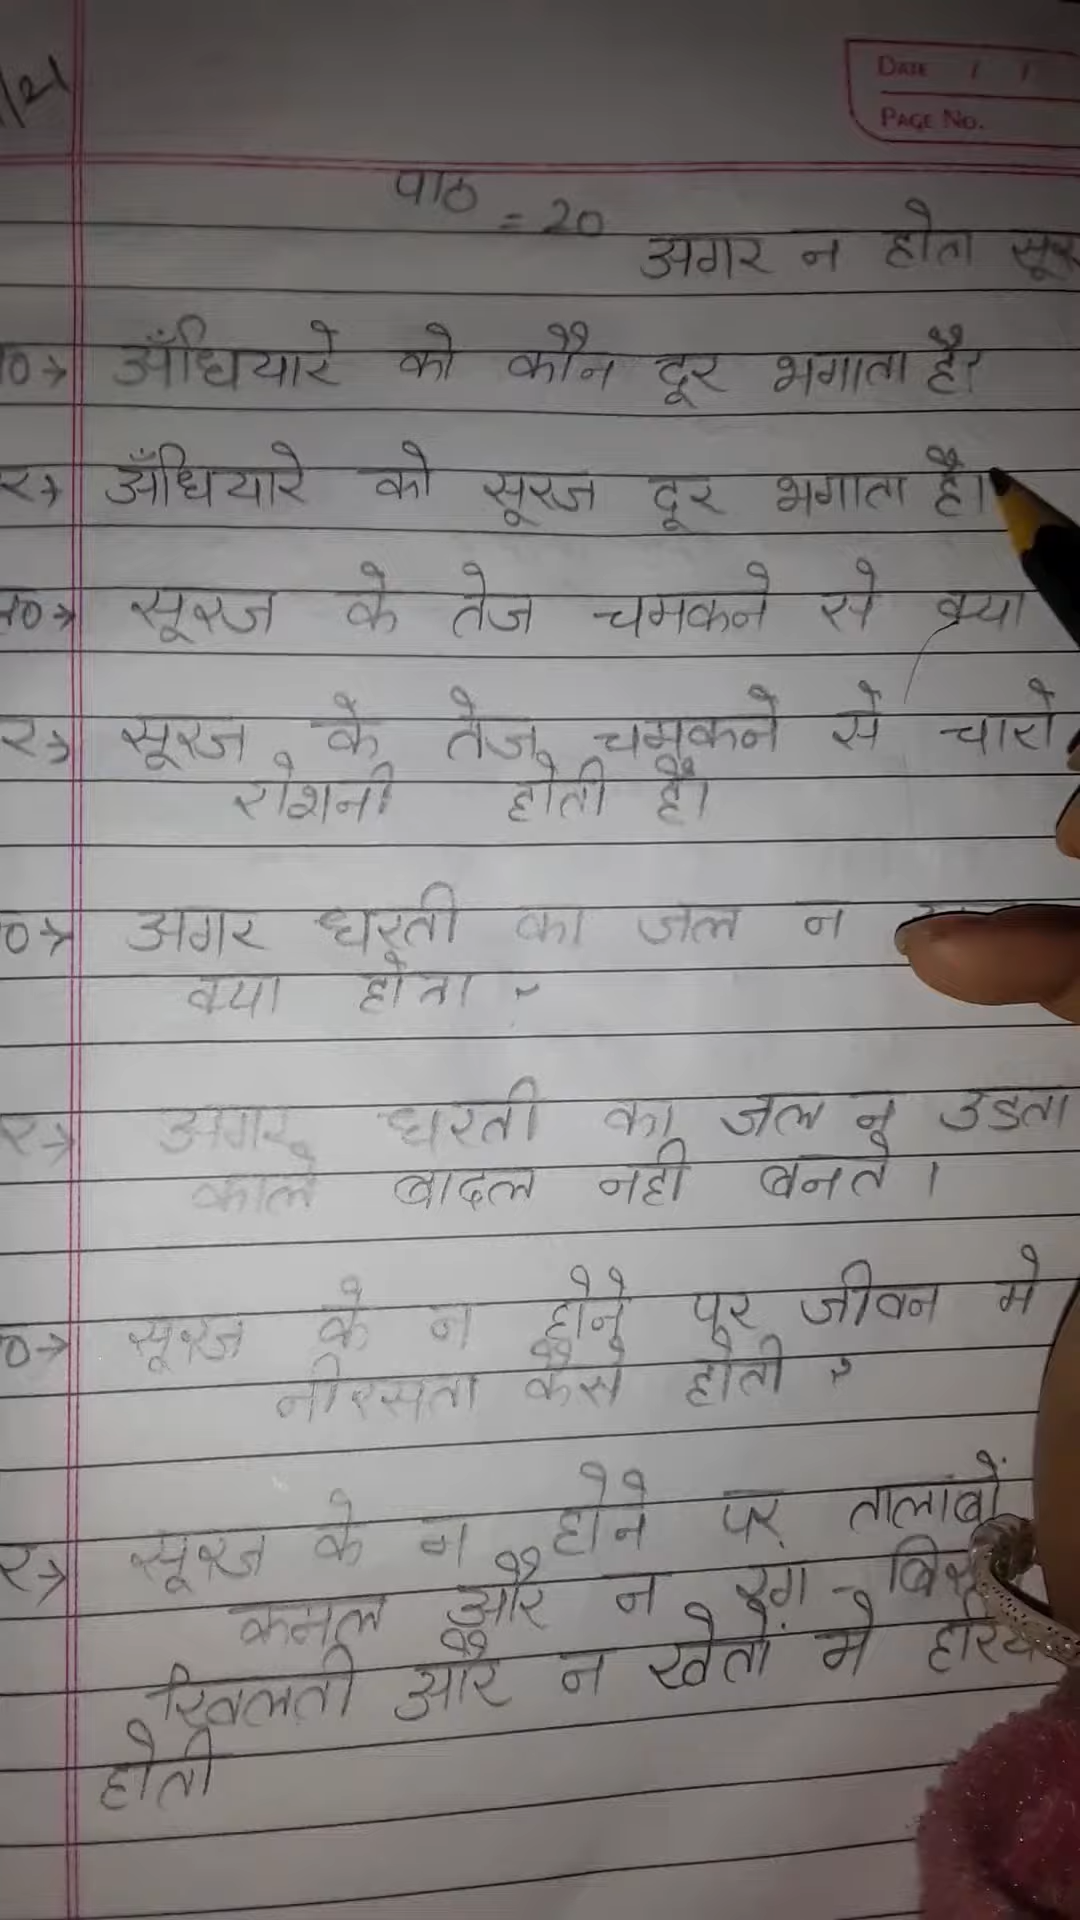 DATE / /
PAGE No.
पाठ = 20
अगर न होता
अँधियारे को कौन दूर भगाता है?
अँधियारे को सूरज दूर भगाता है।
सूरज के तेज चमकने से क्या
सूरज के तेज चमकने से चारो
रोशनी होती है।
अगर धरती का जल न
क्या होता ?
अगर धरती का जल न उडता
काले बादल नही बनते ।
सूरज के न होने पर जीवन मे
नीरसता कैसे होती ?
सूरज के न होने पर तालाबों
कमल और न रंग -
खिलती और न खेतों मे
होती